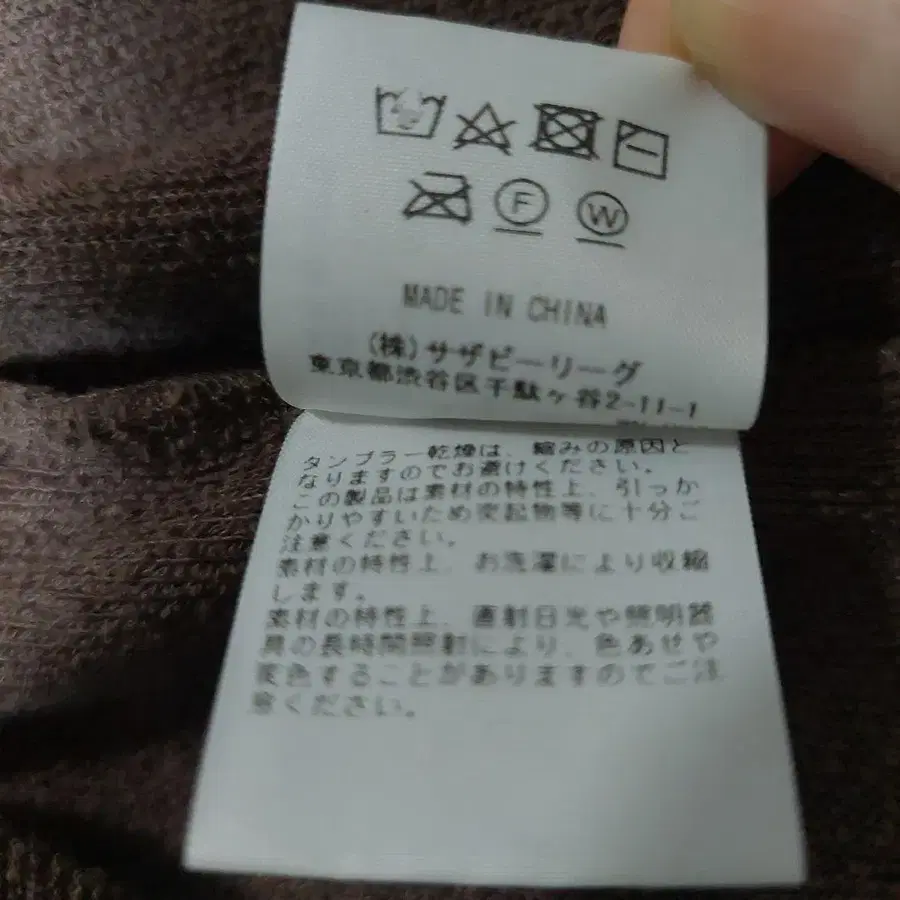 F W
MADE IN CHINA
(株)サザビーリーグ
東京都渋谷区千駄ヶ谷2-11-1
タンブラー乾燥は、縮みの原因と
なりますのでお避けください。
この製品は素材の特性上、引っか
かりやすいため突起物等に十分ご
注意ください。
素材の特性上、お洗濯により収縮
します。
素材の特性上、直射日光や照明器
具の長時間照射により、色あせや
変色することがありますのでご注
意ください。